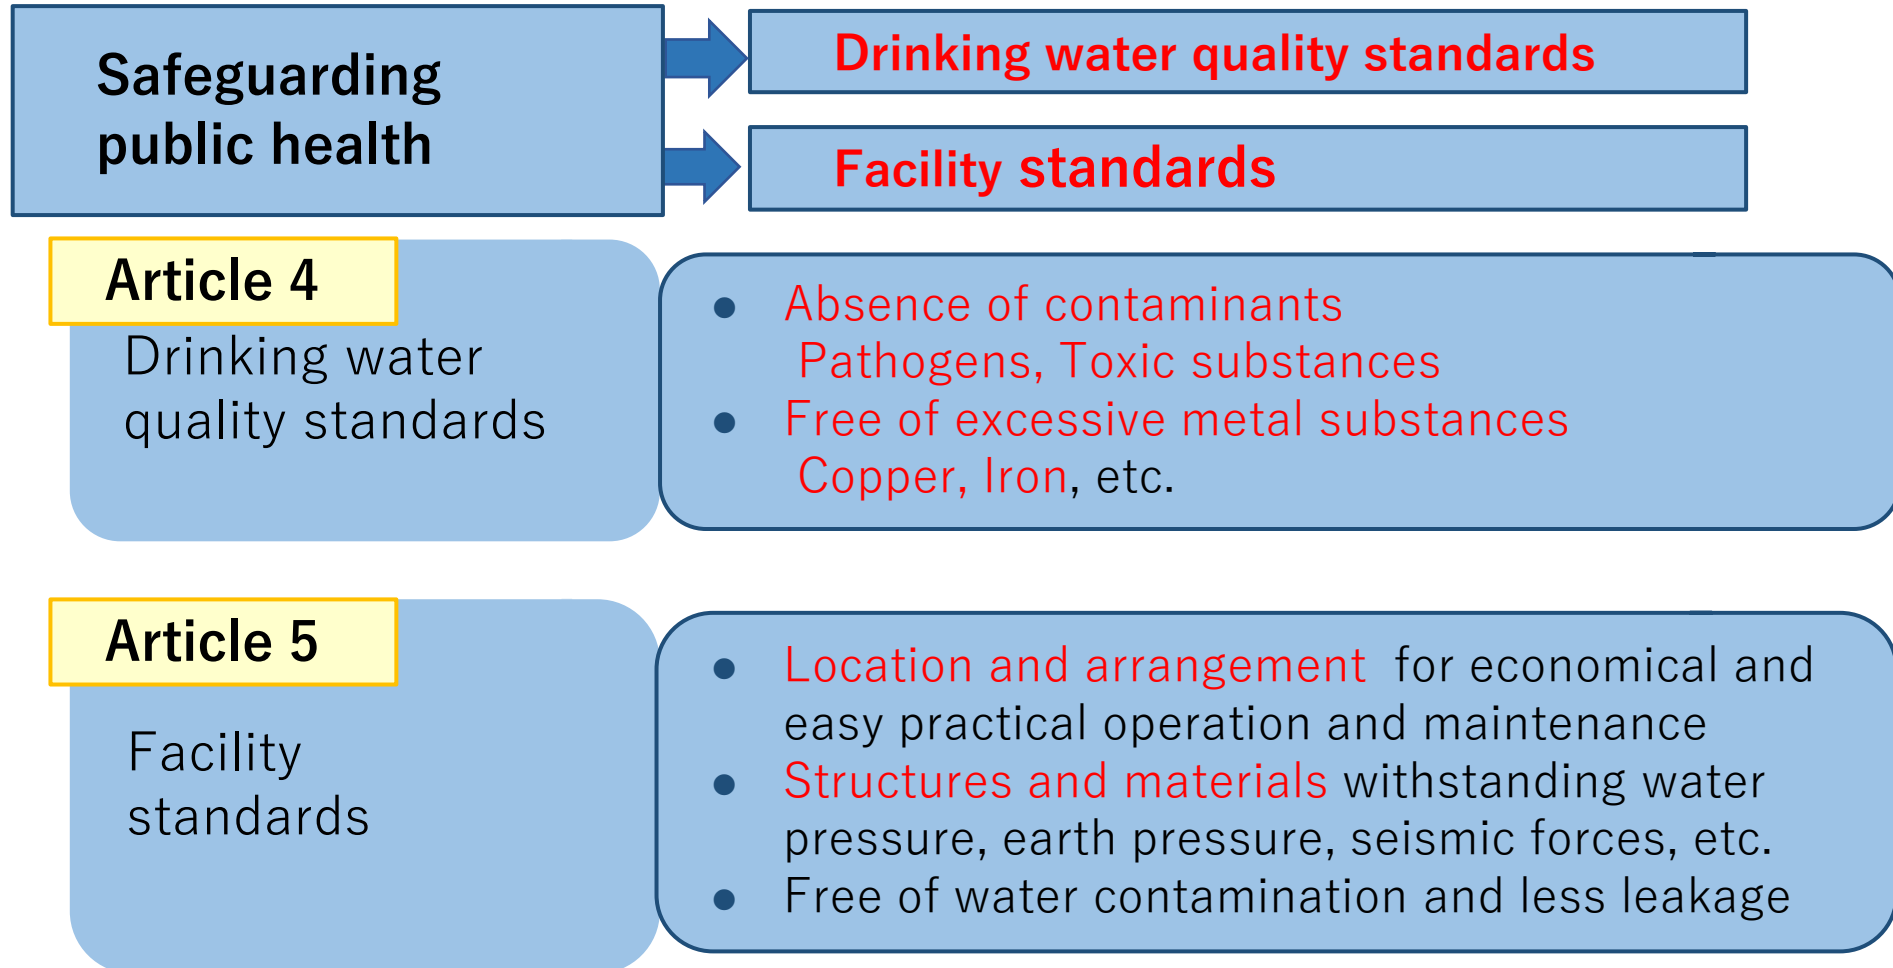 Safeguarding
public health
Drinking water quality standards
Facility standards
Article 4
Drinking water
quality standards
● Absence of contaminants
Pathogens, Toxic substances
● Free of excessive metal substances
Copper, Iron, etc.
Article 5
Facility
standards
● Location and arrangement for economical and
easy practical operation and maintenance
● Structures and materials withstanding water
pressure, earth pressure, seismic forces, etc.
● Free of water contamination and less leakage